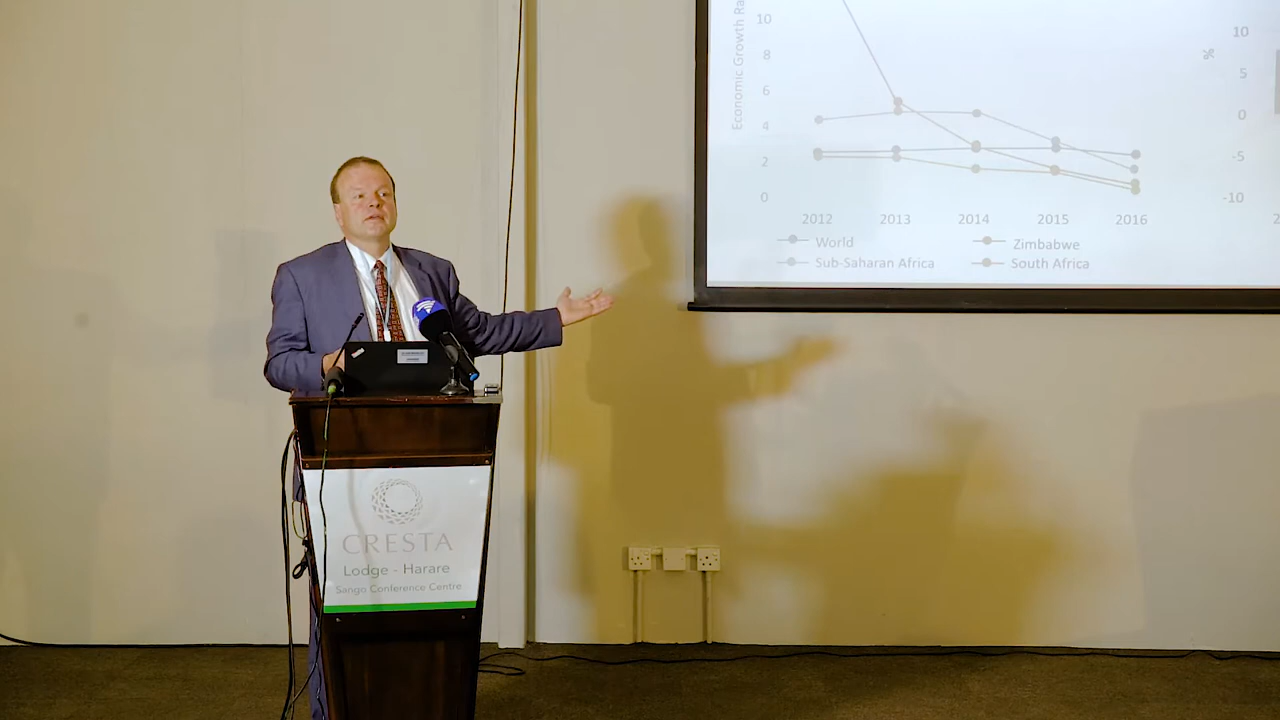 Economic Growth
10
8
6
4
2
0
2012 2013 2014 2015 2016
World
Zimbabwe
Sub-Saharan Africa
South Africa
10
%
5
0
-5
-10
CRESTA
Lodge - Harare
Sango Conference Centre